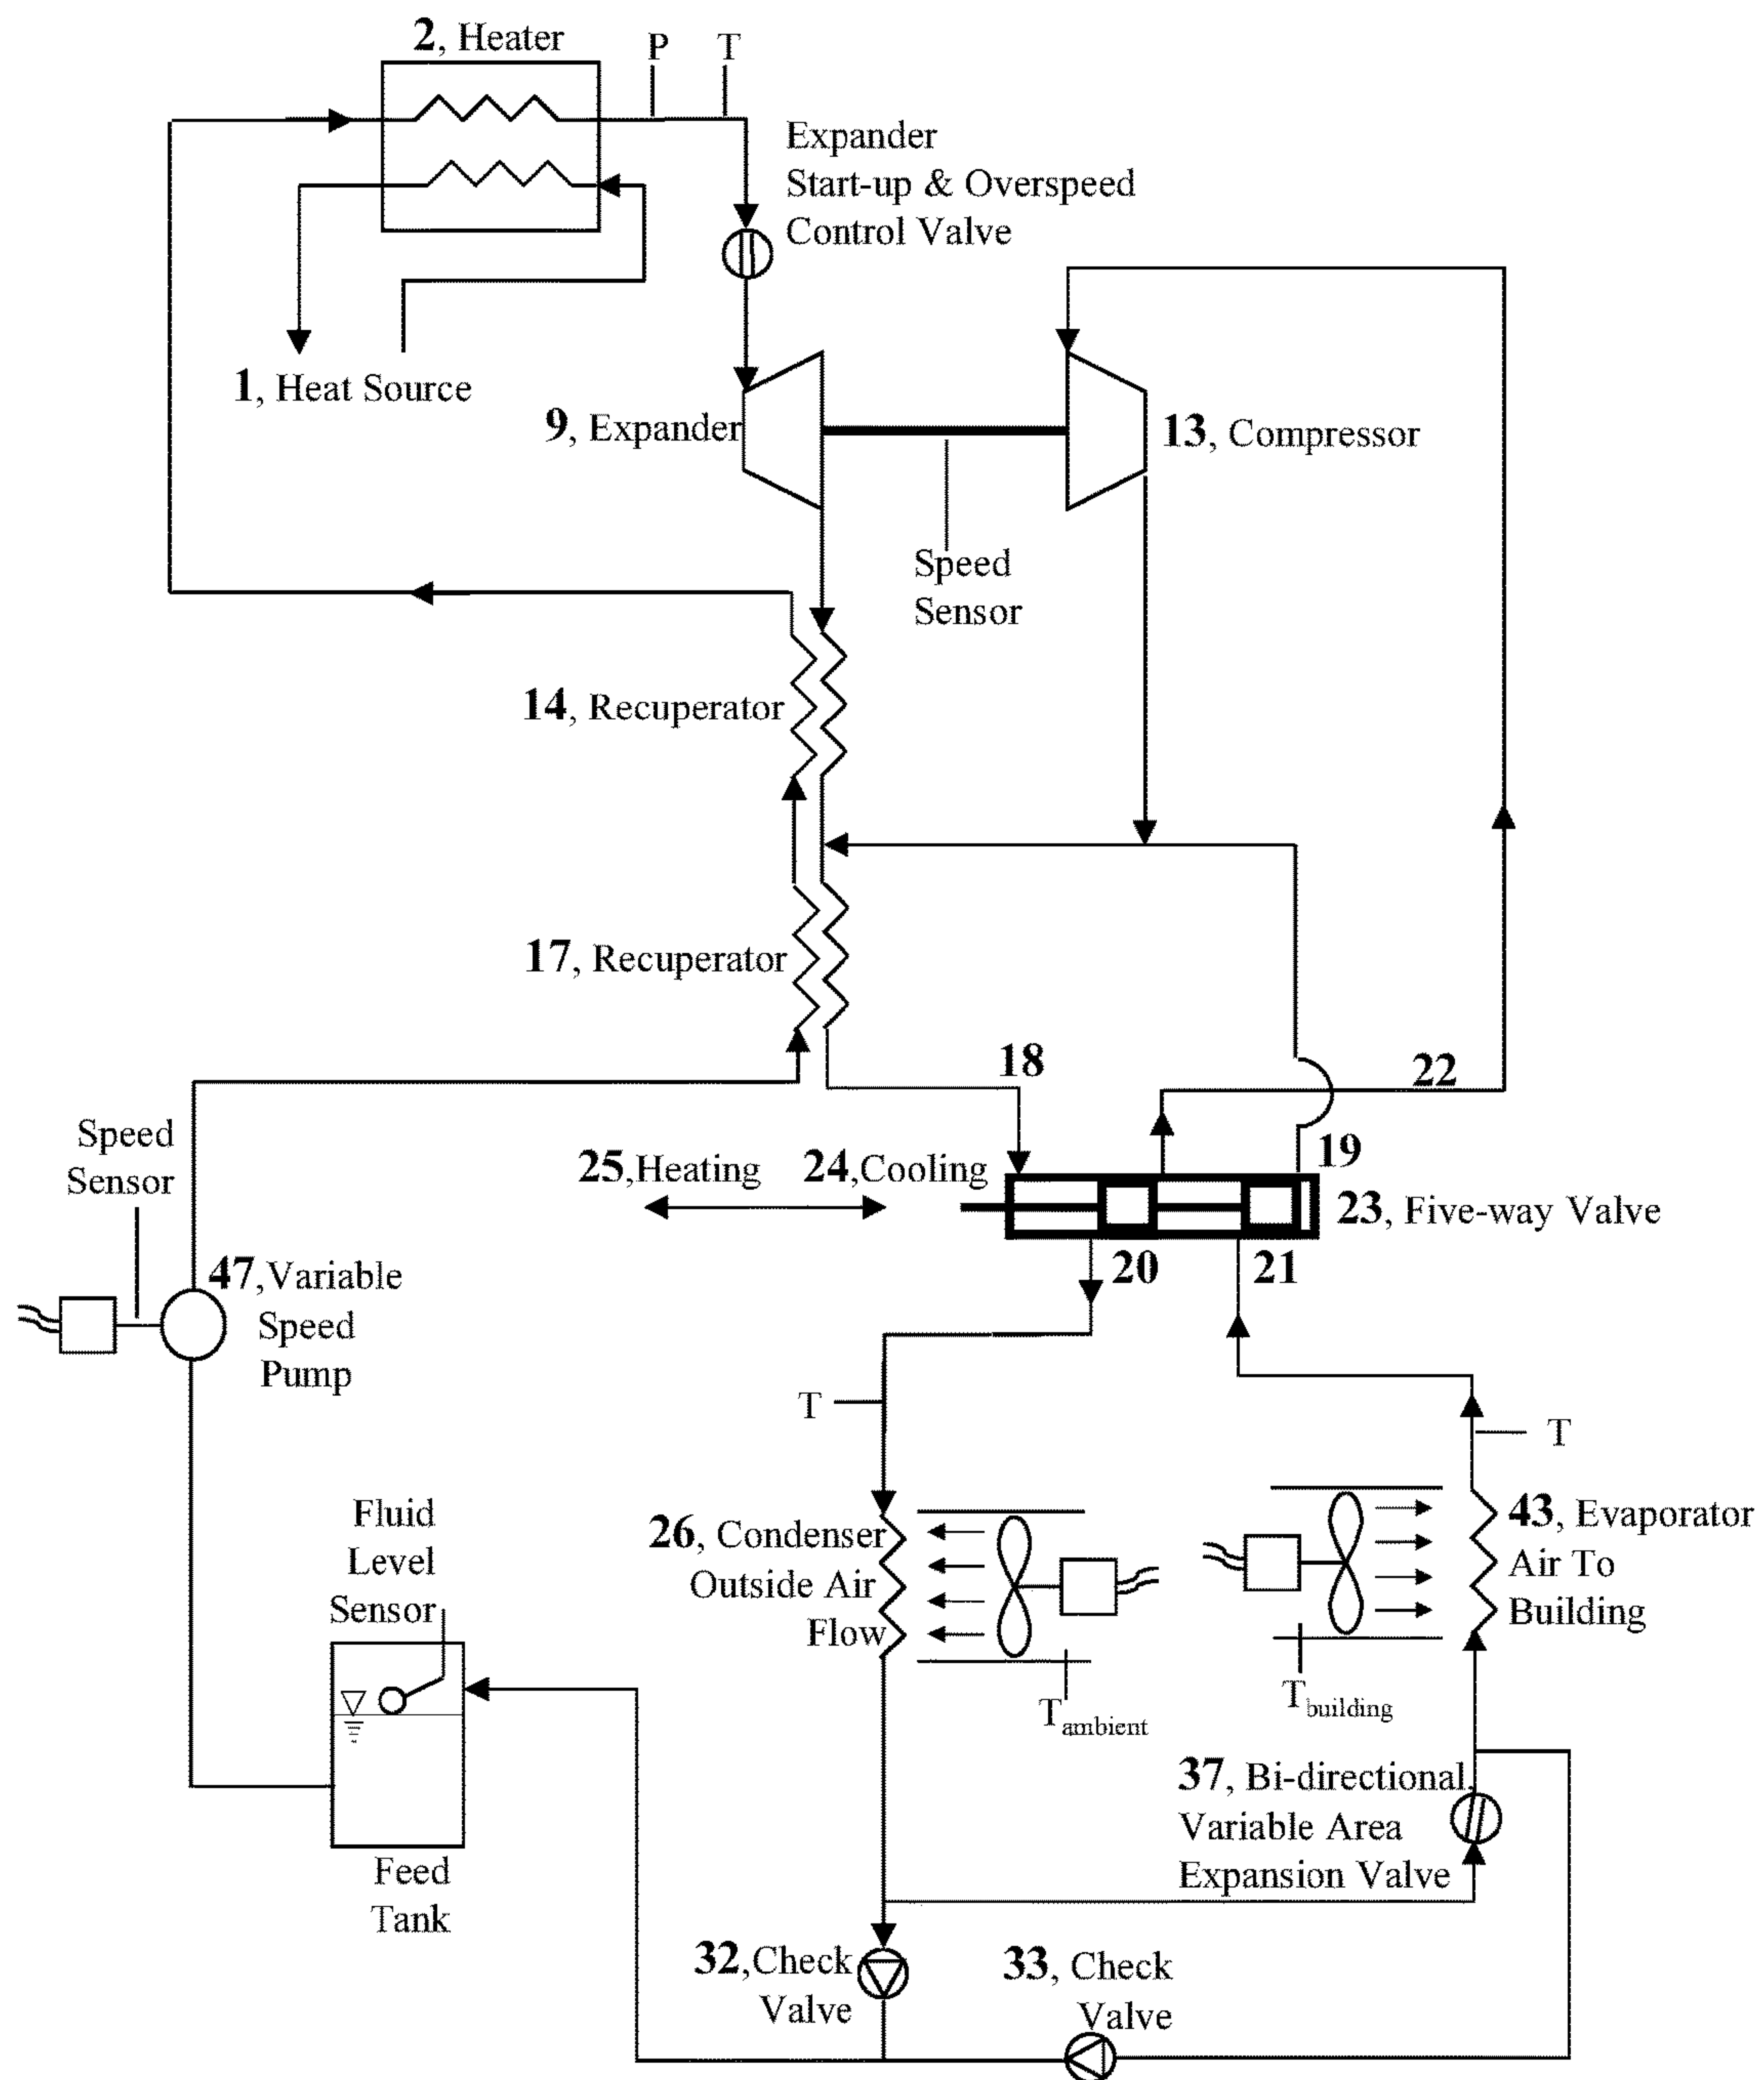 2, Heater
P
T
Expander
Start-up & Overspeed
Control Valve
1, Heat Source
9, Expander
13, Compressor
Speed
Sensor
14, Recuperator
17, Recuperator
18
22
Speed
Sensor
25,Heating
24,Cooling
19
23, Five-way Valve
20
21
47,Variable
Speed
Pump
T
T
Fluid
Level
Sensor
26, Condenser
Outside Air
Flow
43, Evaporator
Air To
Building
Tambient
Tbuilding
37, Bi-directional
Variable Area
Expansion Valve
Feed
Tank
32,Check
Valve
33, Check
Valve